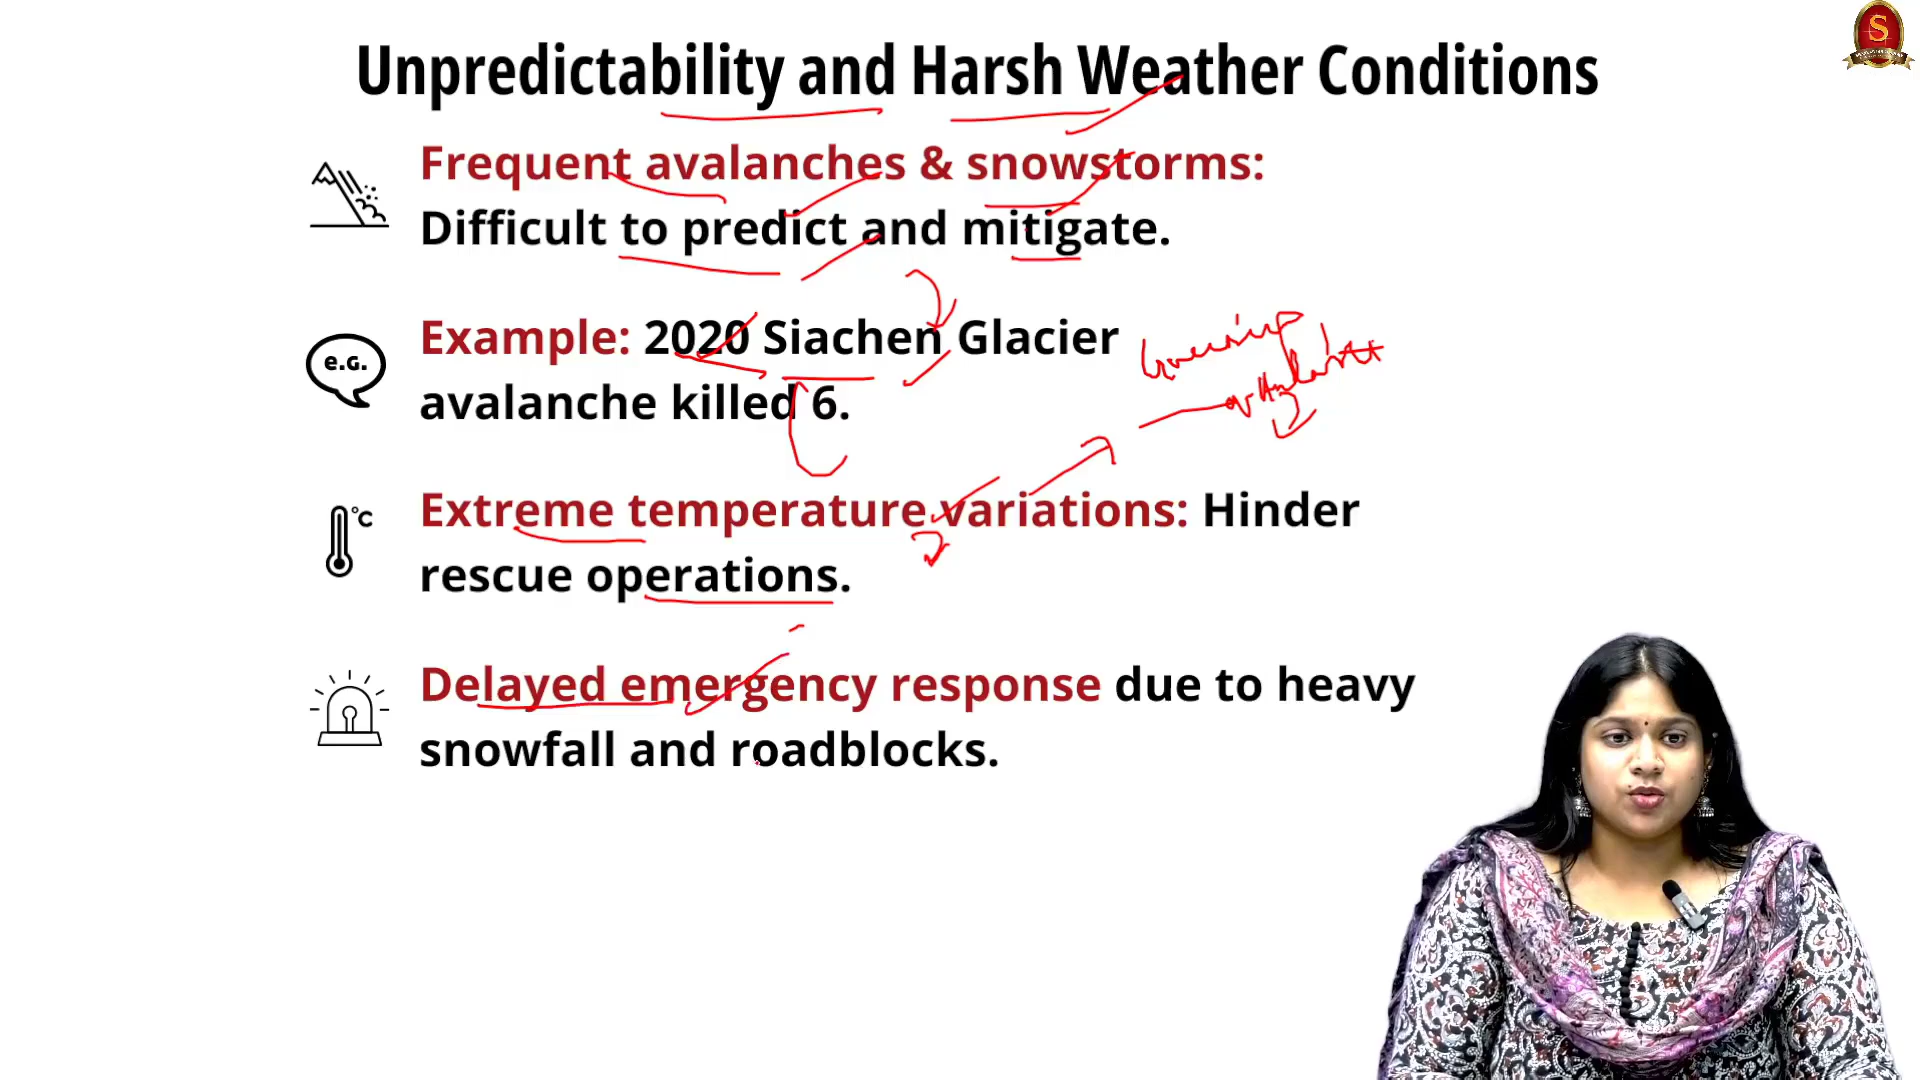 Unpredictability and Harsh Weather Conditions
Frequent avalanches & snowstorms:
Difficult to predict and mitigate.
e.G.
Example: 2020 Siachen Glacier
avalanche killed 6.
°C
Extreme temperature variations: Hinder
rescue operations.
Delayed emergency response due to heavy
snowfall and roadblocks.
S